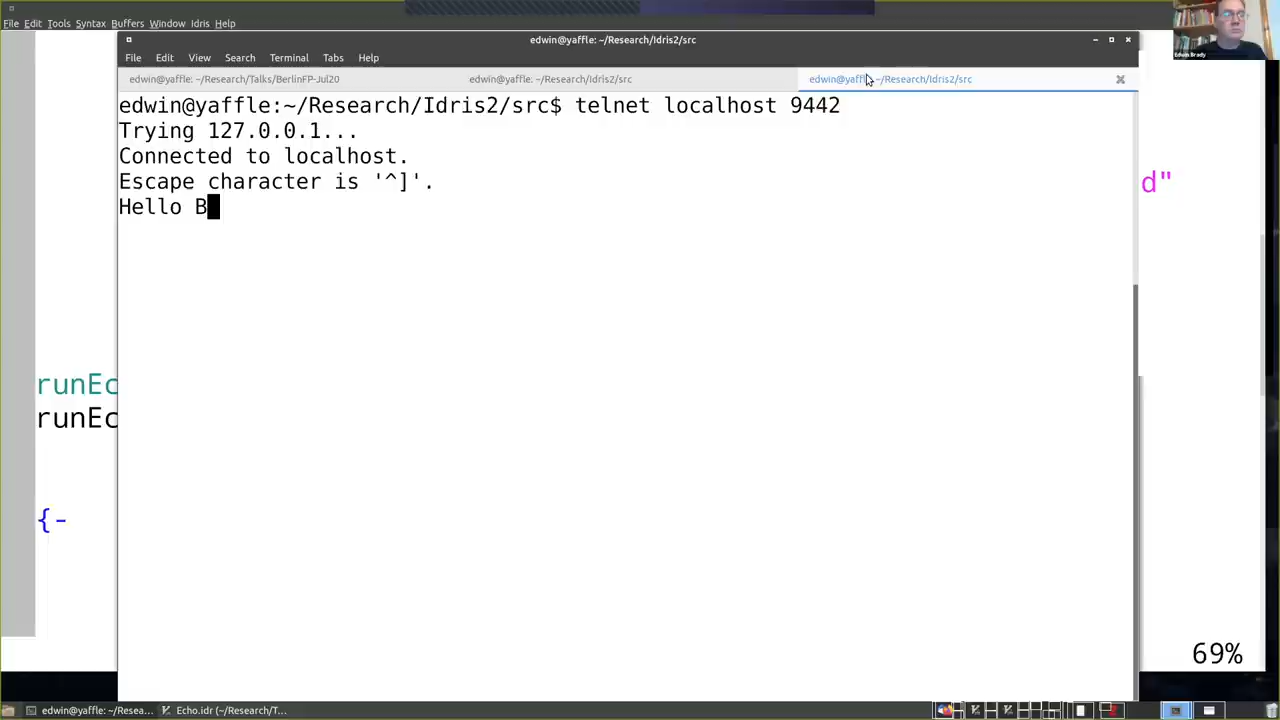 File Edit Tools Syntax Buffers Window Idris Help
edwin@yaffle: ~/Research/Idris2/src
Edwin Brady
File Edit View Search Terminal Tabs Help
edwin@yaffle: ~/Research/Talks/BerlinFP-Jul20
edwin@yaffle: ~/Research/Idris2/src
edwin@yaffle: ~/Research/Idris2/src
edwin@yaffle:~/Research/Idris2/src$ telnet localhost 9442
Trying 127.0.0.1...
Connected to localhost.
Escape character is '^]'.
Hello B
d"
runEc
runEc
{-
69%
edwin@yaffle: ~/Resea...
Echo.idr (~/Research/T...